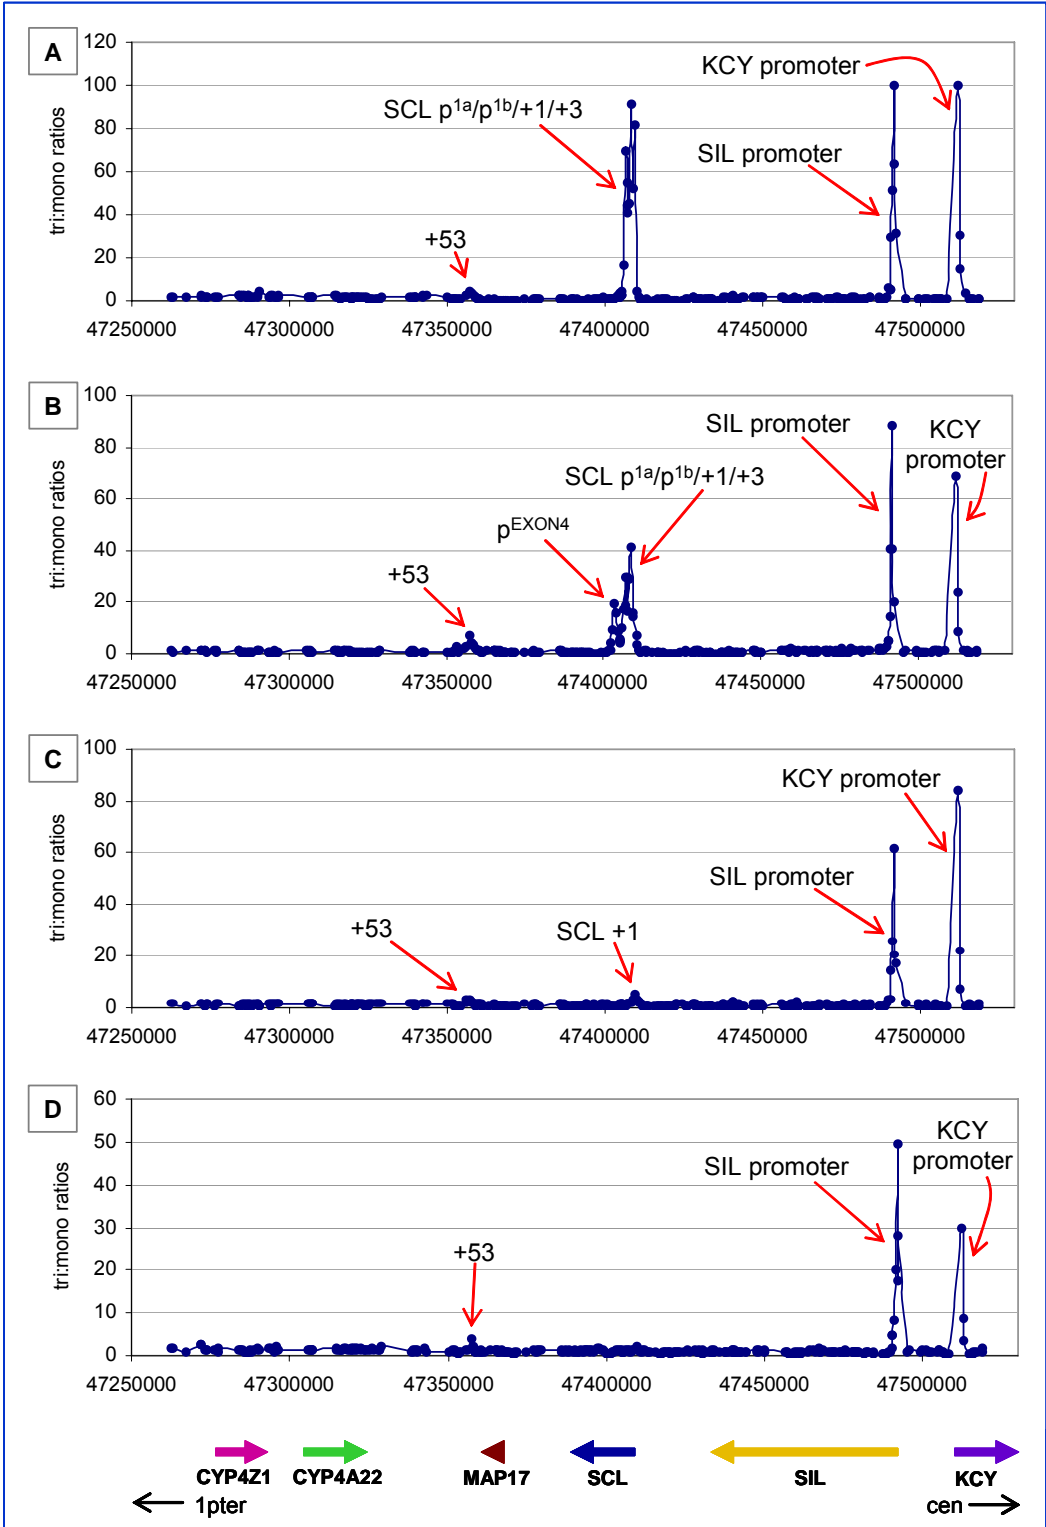 A
tri:mono ratios
120
100
80
60
40
20
0
KCY promoter
SCL p1a/p1b/+1/+3
SIL promoter
+53
47250000 47300000 47350000 47400000 47450000 47500000
B
tri:mono ratios
100
80
60
40
20
0
SIL promoter
KCY
promoter
SCL p1a/p1b/+1/+3
pEXON4
+53
47250000 47300000 47350000 47400000 47450000 47500000
C
tri:mono ratios
100
80
60
40
20
0
KCY promoter
SIL promoter
+53
SCL +1
47250000 47300000 47350000 47400000 47450000 47500000
D
tri:mono ratios
60
50
40
30
20
10
0
KCY
promoter
SIL promoter
+53
47250000 47300000 47350000 47400000 47450000 47500000
CYP4Z1 CYP4A22 MAP17 SCL SIL KCY
1pter cen